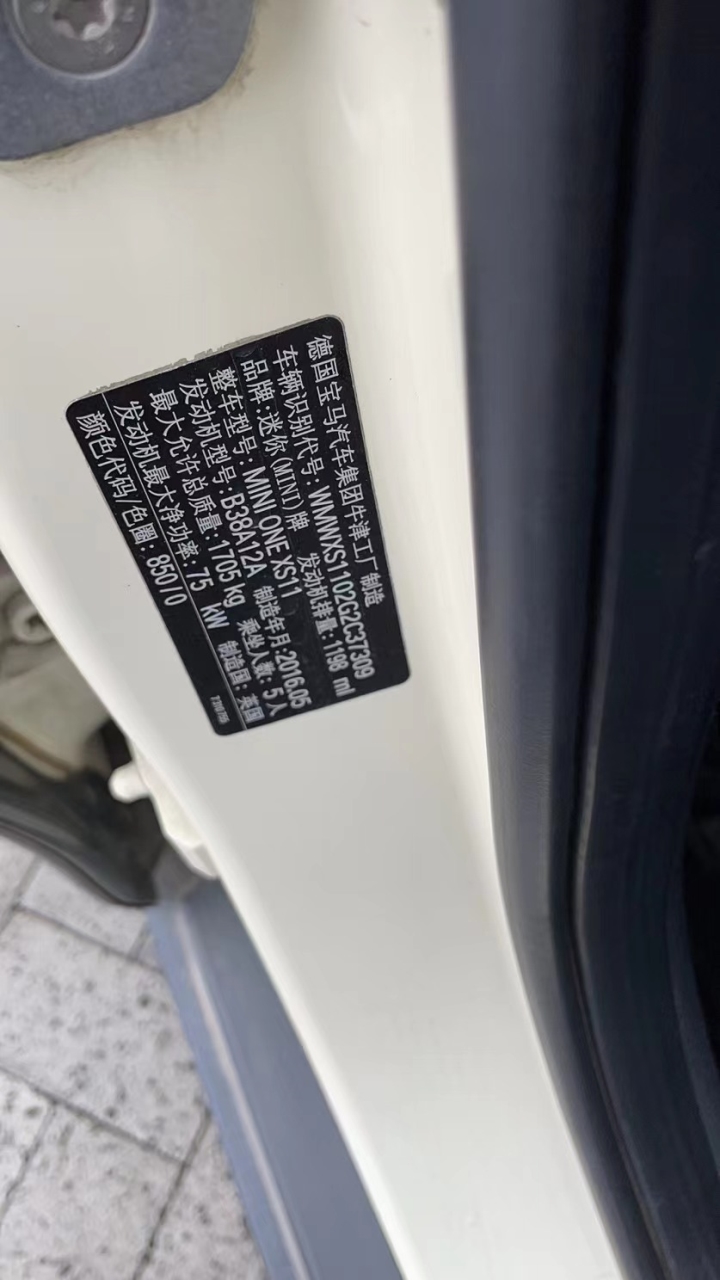 德国宝马汽车集团牛津工厂制造
车辆识别代号: WMWXS1102G2C37309
品牌: 迷你(MINI)牌 发动机排量: 1198 ml
整车型号: MINI ONE XS11 制造年月: 2016.05
发动机型号: B38A12A 乘坐人数: 5人
最大允许总质量: 1705 kg 制造国: 英国
发动机最大净功率: 75 kW
颜色代码/色圈: 850/0